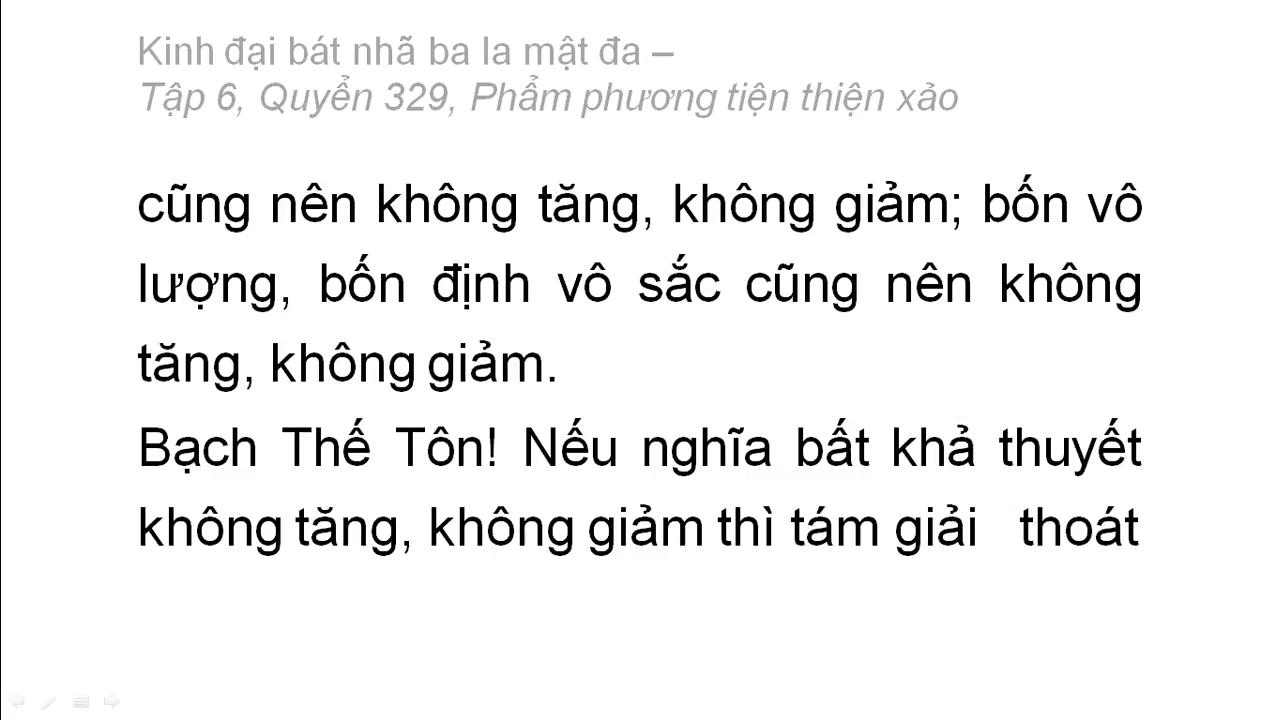 Kinh đại bát nhã ba la mật đa –
Tập 6, Quyển 329, Phẩm phương tiện thiện xảo
cũng nên không tăng, không giảm; bốn vô
lượng, bốn định vô sắc cũng nên không
tăng, không giảm.
Bạch Thế Tôn! Nếu nghĩa bất khả thuyết
không tăng, không giảm thì tám giải thoát